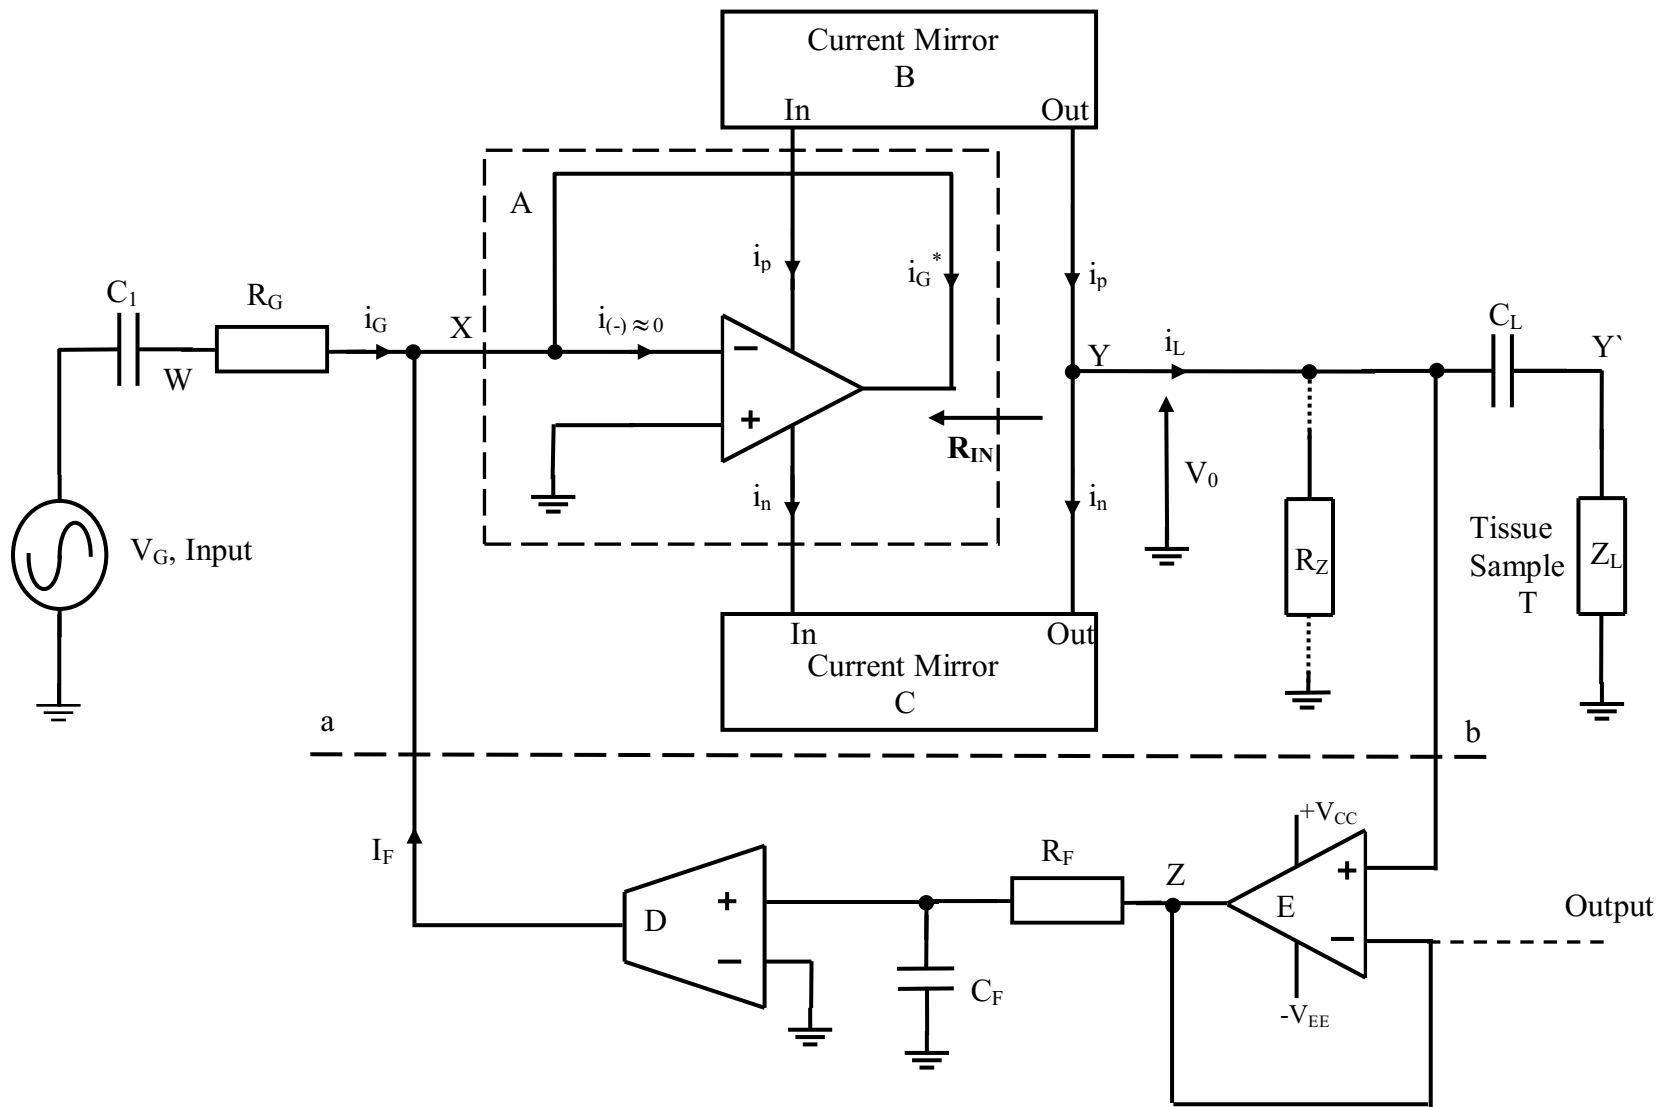 Current Mirror
B
In
Out
A
i_p
i_G^*
i_p
C_1
R_G
i_G
X
i_(-) ≈ 0
W
−
+
R_IN
Y
i_L
C_L
Y`
V_G, Input
i_n
i_n
V_0
R_Z
Tissue
Sample
T
Z_L
In
Out
Current Mirror
C
a
b
I_F
D
+
−
R_F
C_F
Z
+V_CC
E
+
−
-V_EE
Output